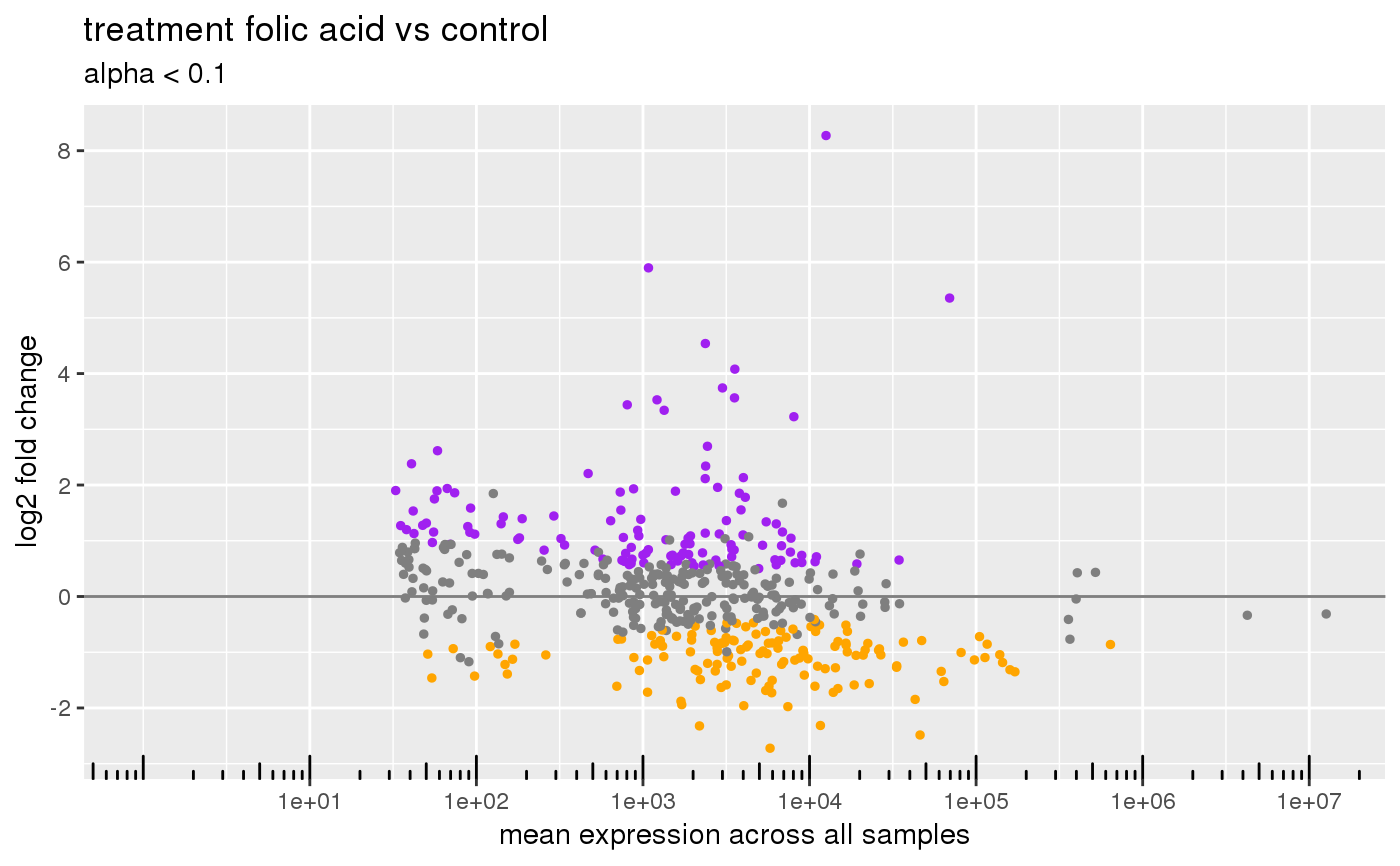 treatment folic acid vs control
alpha < 0.1
log2 fold change
8
6
4
2
0
-2
1e+01 1e+02 1e+03 1e+04 1e+05 1e+06 1e+07
mean expression across all samples